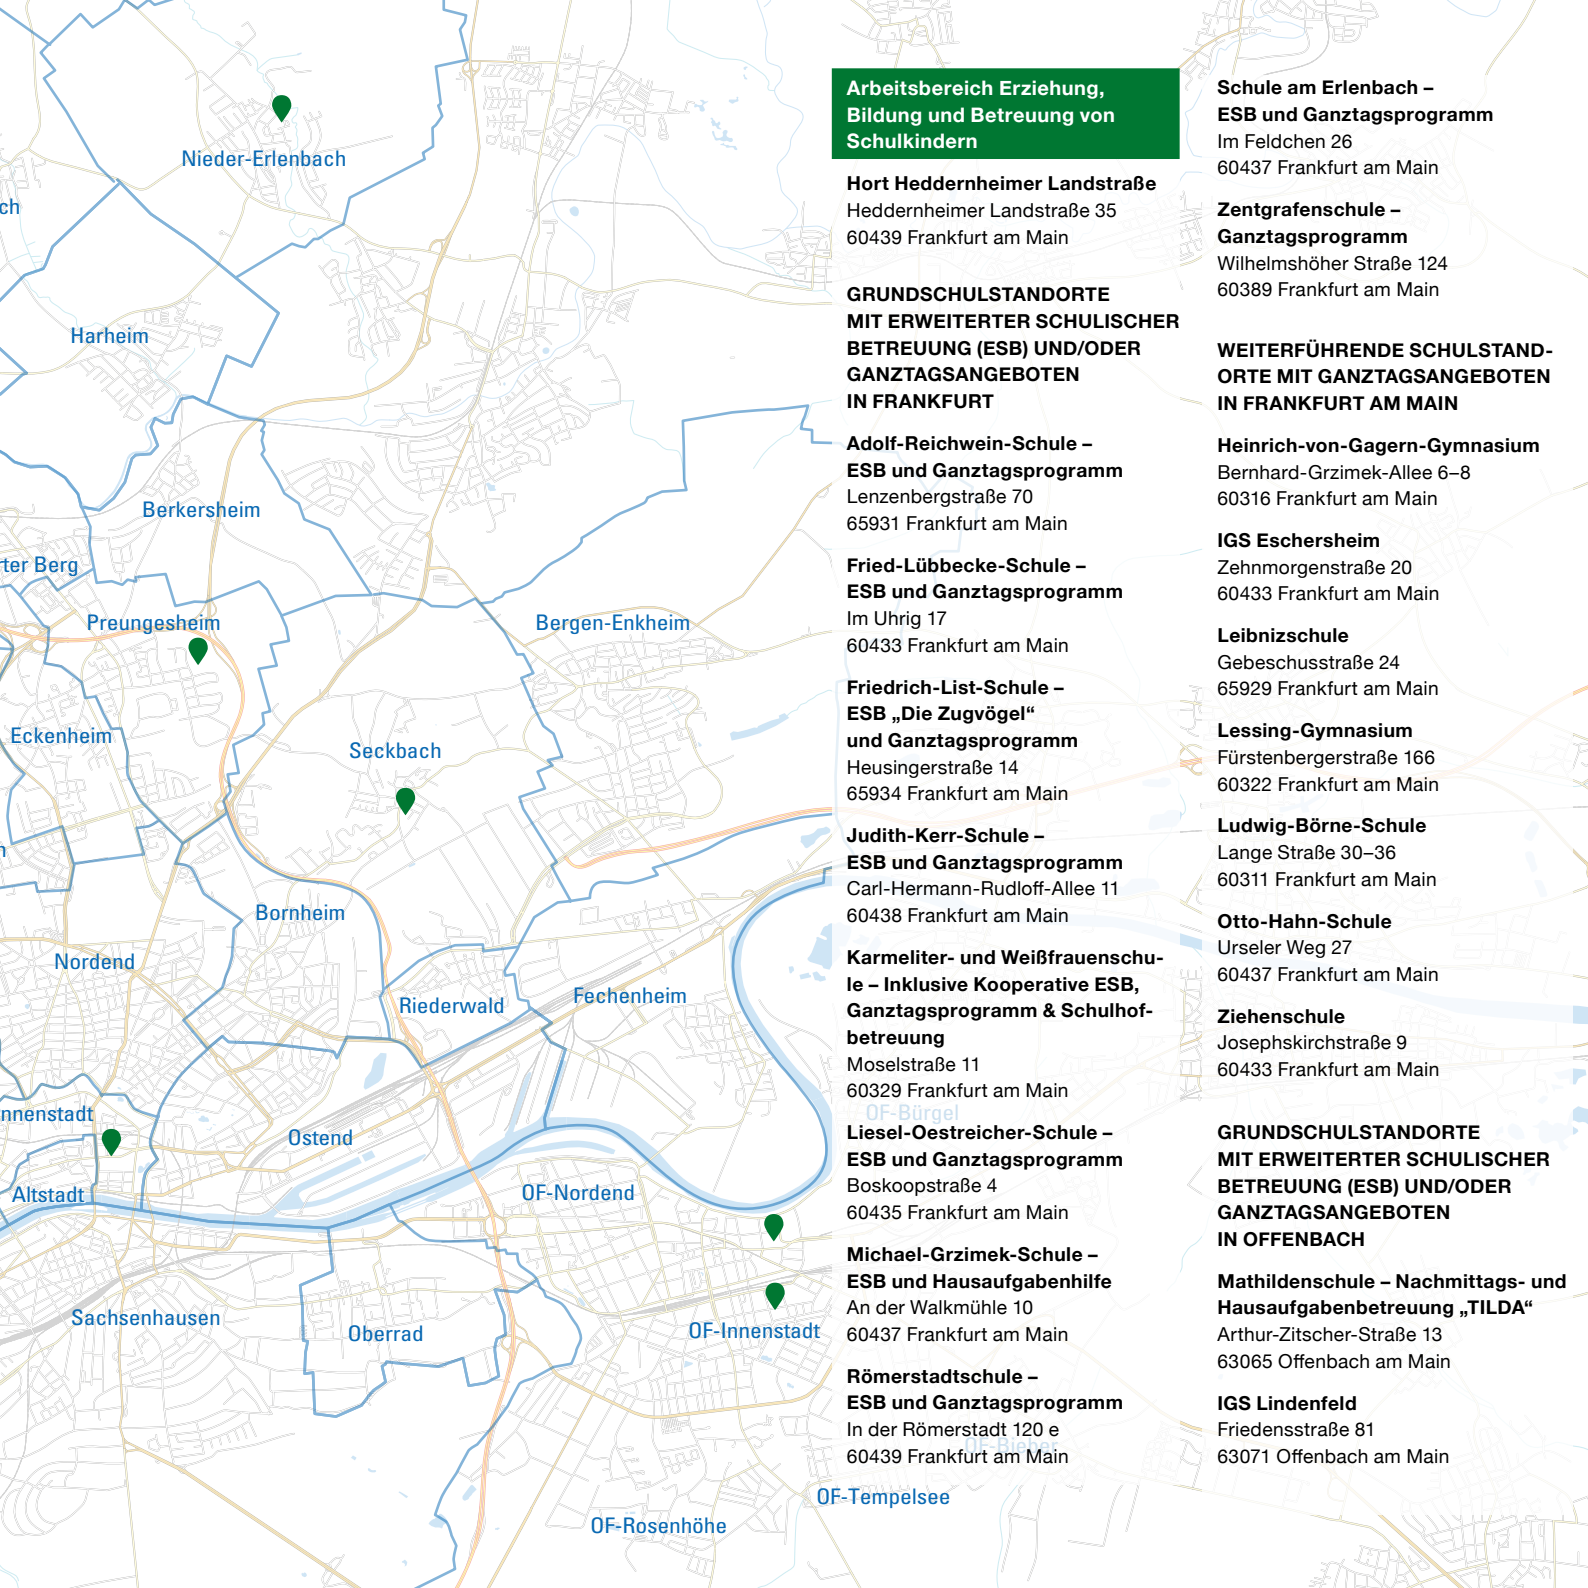 Nieder-Erlenbach
ch
Harheim
Berkersheim
ter Berg
Preungesheim
Bergen-Enkheim
Eckenheim
Seckbach
Bornheim
Nordend
Riederwald
Fechenheim
nnenstadt
Ostend
Altstadt
OF-Nordend
Sachsenhausen
Oberrad
OF-Innenstadt
OF-Bürgel
OF-Bieber
OF-Tempelsee
OF-Rosenhöhe
Arbeitsbereich Erziehung,
Bildung und Betreuung von
Schulkindern
Hort Heddernheimer Landstraße
Heddernheimer Landstraße 35
60439 Frankfurt am Main
GRUNDSCHULSTANDORTE
MIT ERWEITERTER SCHULISCHER
BETREUUNG (ESB) UND/ODER
GANZTAGSANGEBOTEN
IN FRANKFURT
Adolf-Reichwein-Schule –
ESB und Ganztagsprogramm
Lenzenbergstraße 70
65931 Frankfurt am Main
Fried-Lübbecke-Schule –
ESB und Ganztagsprogramm
Im Uhrig 17
60433 Frankfurt am Main
Friedrich-List-Schule –
ESB „Die Zugvögel“
und Ganztagsprogramm
Heusingerstraße 14
65934 Frankfurt am Main
Judith-Kerr-Schule –
ESB und Ganztagsprogramm
Carl-Hermann-Rudloff-Allee 11
60438 Frankfurt am Main
Karmeliter- und Weißfrauenschu-
le – Inklusive Kooperative ESB,
Ganztagsprogramm & Schulhof-
betreuung
Moselstraße 11
60329 Frankfurt am Main
Liesel-Oestreicher-Schule –
ESB und Ganztagsprogramm
Boskoopstraße 4
60435 Frankfurt am Main
Michael-Grzimek-Schule –
ESB und Hausaufgabenhilfe
An der Walkmühle 10
60437 Frankfurt am Main
Römerstadtschule –
ESB und Ganztagsprogramm
In der Römerstadt 120 e
60439 Frankfurt am Main
Schule am Erlenbach –
ESB und Ganztagsprogramm
Im Feldchen 26
60437 Frankfurt am Main
Zentgrafenschule –
Ganztagsprogramm
Wilhelmshöher Straße 124
60389 Frankfurt am Main
WEITERFÜHRENDE SCHULSTAND-
ORTE MIT GANZTAGSANGEBOTEN
IN FRANKFURT AM MAIN
Heinrich-von-Gagern-Gymnasium
Bernhard-Grzimek-Allee 6–8
60316 Frankfurt am Main
IGS Eschersheim
Zehnmorgenstraße 20
60433 Frankfurt am Main
Leibnizschule
Gebeschusstraße 24
65929 Frankfurt am Main
Lessing-Gymnasium
Fürstenbergerstraße 166
60322 Frankfurt am Main
Ludwig-Börne-Schule
Lange Straße 30–36
60311 Frankfurt am Main
Otto-Hahn-Schule
Urseler Weg 27
60437 Frankfurt am Main
Ziehenschule
Josephskirchstraße 9
60433 Frankfurt am Main
GRUNDSCHULSTANDORTE
MIT ERWEITERTER SCHULISCHER
BETREUUNG (ESB) UND/ODER
GANZTAGSANGEBOTEN
IN OFFENBACH
Mathildenschule – Nachmittags- und
Hausaufgabenbetreuung „TILDA“
Arthur-Zitscher-Straße 13
63065 Offenbach am Main
IGS Lindenfeld
Friedensstraße 81
63071 Offenbach am Main